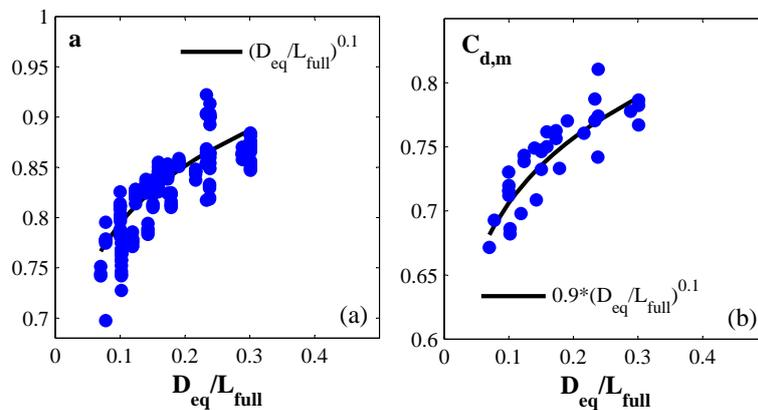 a
(D_eq/L_full)^0.1
1
0.95
0.9
0.85
0.8
0.75
0.7
0 0.1 0.2 0.3 0.4
(a)
D_eq/L_full
C_d,m
0.8
0.75
0.7
0.65
0.6
0.9*(D_eq/L_full)^0.1
0 0.1 0.2 0.3 0.4
(b)
D_eq/L_full